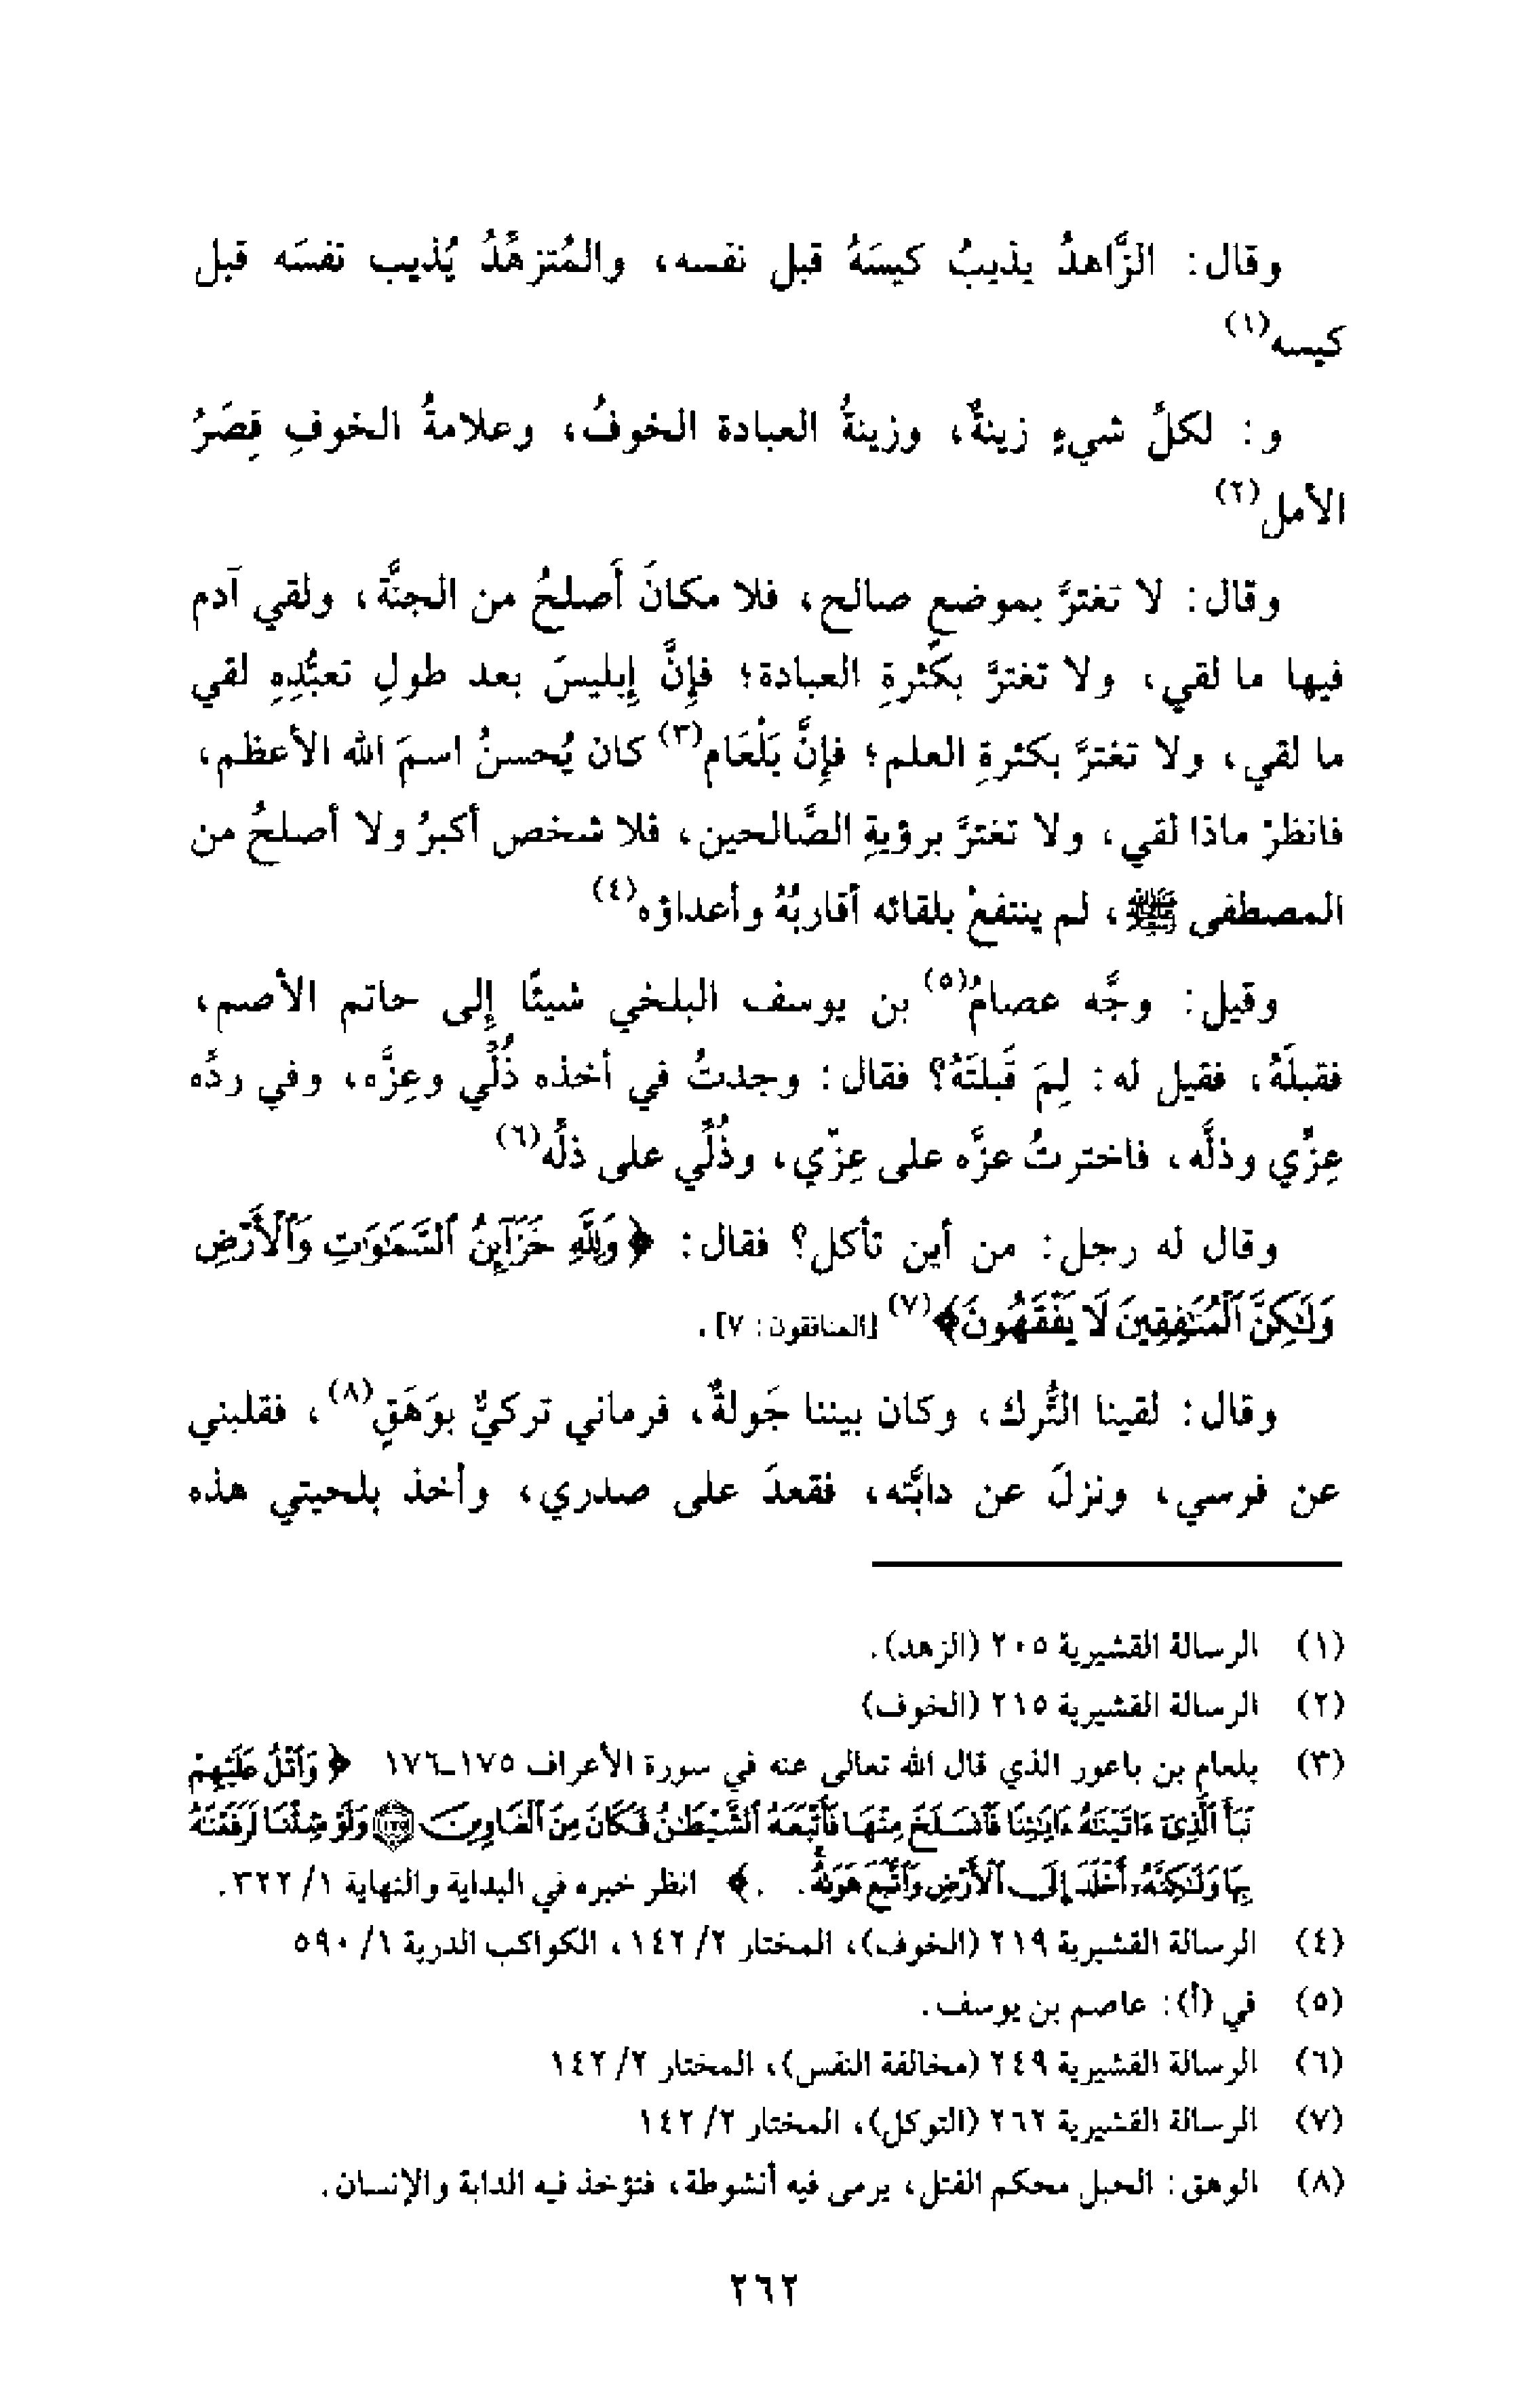 وقال: الزَّاهدُ يذيبُ كيسَهُ قبل نفسه، والمُتزهِّدُ يُذيب نفسَه قبل
كيسه(١)
و: لكلِّ شيءٍ زينةٌ، وزينةُ العبادة الخوفُ، وعلامةُ الخوفِ قِصَرُ
الأمل(٢)
وقال: لا تغترَّ بموضعٍ صالح، فلا مكانَ أَصلحُ من الجنَّة، ولقي آدم
فيها ما لقي، ولا تغترَّ بكَثرةِ العبادة؛ فإِنَّ إِبليسَ بعد طولِ تعبُّدِهِ لقي
ما لقي، ولا تغترَّ بكثرةِ العلم؛ فإِنَّ بَلْعَام(٣) كان يُحسنُ اسمَ الله الأعظم،
فانظرْ ماذا لقي، ولا تغترَّ برؤيةِ الصَّالحين، فلا شخص أكبرُ ولا أصلحُ من
المصطفى ﷺ، لم ينتفعْ بلقائه أقاربُهُ وأعداؤه(٤)
وقيل: وجَّه عصامُ(٥) بن يوسف البلخي شيئًا إلى حاتم الأصم،
فقبلَهُ، فقيل له: لِمَ قَبلتَهُ؟ فقال: وجدتُ في أخذه ذُلِّي وعِزَّه، وفي ردِّه
عِزِّي وذلَّه، فاخترتُ عزَّه على عِزّي، وذُلِّي على ذلِّه(٦)
وقال له رجل: من أين تأكل؟ فقال: ﴿وَلِلَّهِ خَزَآئِنُ ٱلسَّمَٰوَٰتِ وَٱلْأَرْضِ
وَلَٰكِنَّ ٱلْمُنَٰفِقِينَ لَا يَفْقَهُونَ﴾(٧) [المنافقون: ٧].
وقال: لقينا التُّرك، وكان بيننا جَولةٌ، فرماني تركيٌّ بوَهَقٍ(٨)، فقلبني
عن فرسي، ونزلَ عن دابَّته، فقعدَ على صدري، وأخذ بلحيتي هذه
(١) الرسالة القشيرية ٢٠٥ (الزهد).
(٢) الرسالة القشيرية ٢١٥ (الخوف)
(٣) بلعام بن باعور الذي قال الله تعالى عنه في سورة الأعراف ١٧٥ـ١٧٦ ﴿وَٱتْلُ عَلَيْهِمْ
نَبَأَ ٱلَّذِىٓ ءَاتَيْنَٰهُ ءَايَٰتِنَا فَٱنسَلَخَ مِنْهَا فَأَتْبَعَهُ ٱلشَّيْطَٰنُ فَكَانَ مِنَ ٱلْغَاوِينَ ۝١٧٥ وَلَوْ شِئْنَا لَرَفَعْنَٰهُ
بِهَا وَلَٰكِنَّهُۥٓ أَخْلَدَ إِلَى ٱلْأَرْضِ وَٱتَّبَعَ هَوَىٰهُ . .﴾ انظر خبره في البداية والنهاية ١/ ٣٢٢.
(٤) الرسالة القشيرية ٢١٩ (الخوف)، المختار ٢/ ١٤٢، الكواكب الدرية ١/ ٥٩٠
(٥) في (أ): عاصم بن يوسف.
(٦) الرسالة القشيرية ٢٤٩ (مخالفة النفس)، المختار ٢/ ١٤٢
(٧) الرسالة القشيرية ٢٦٢ (التوكل)، المختار ٢/ ١٤٢
(٨) الوهق: الحبل محكم الفتل، يرمى فيه أنشوطة، فتؤخذ فيه الدابة والإنسان.
٢٦٢